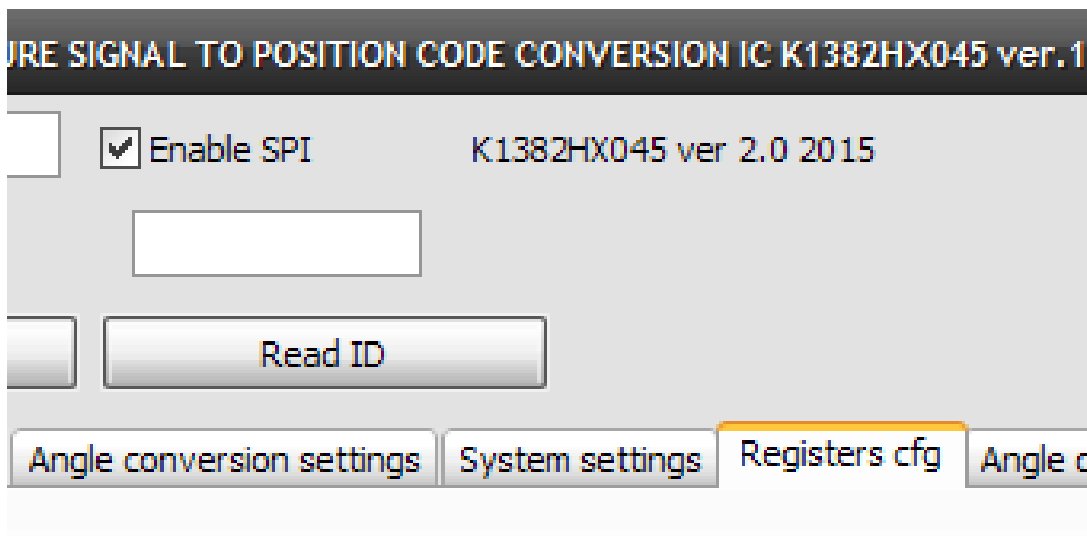 URE SIGNAL TO POSITION CODE CONVERSION IC K1382HX045 ver.1
Enable SPI K1382HX045 ver 2.0 2015
Read ID
Angle conversion settings System settings Registers cfg Angle c